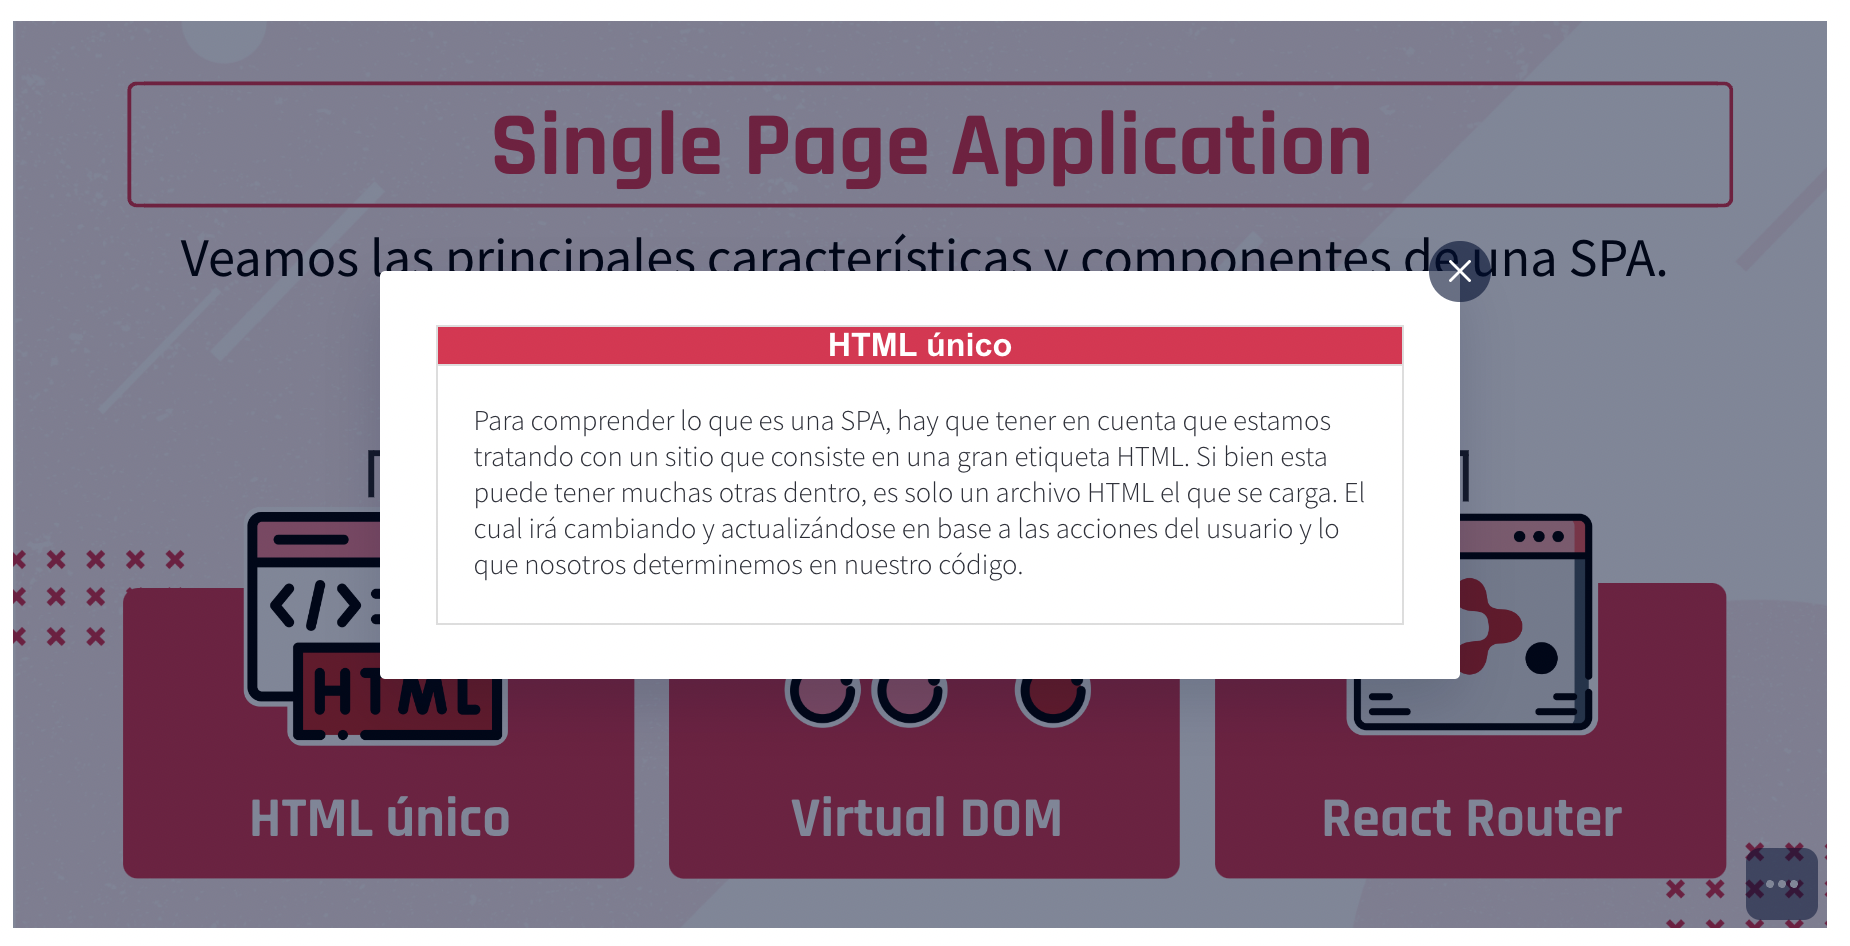 Single Page Application
Veamos las principales características y componentes de una SPA.
HTML único
Para comprender lo que es una SPA, hay que tener en cuenta que estamos
tratando con un sitio que consiste en una gran etiqueta HTML. Si bien esta
puede tener muchas otras dentro, es solo un archivo HTML el que se carga. El
cual irá cambiando y actualizándose en base a las acciones del usuario y lo
que nosotros determinemos en nuestro código.
</>
HTML
HTML único
Virtual DOM
React Router